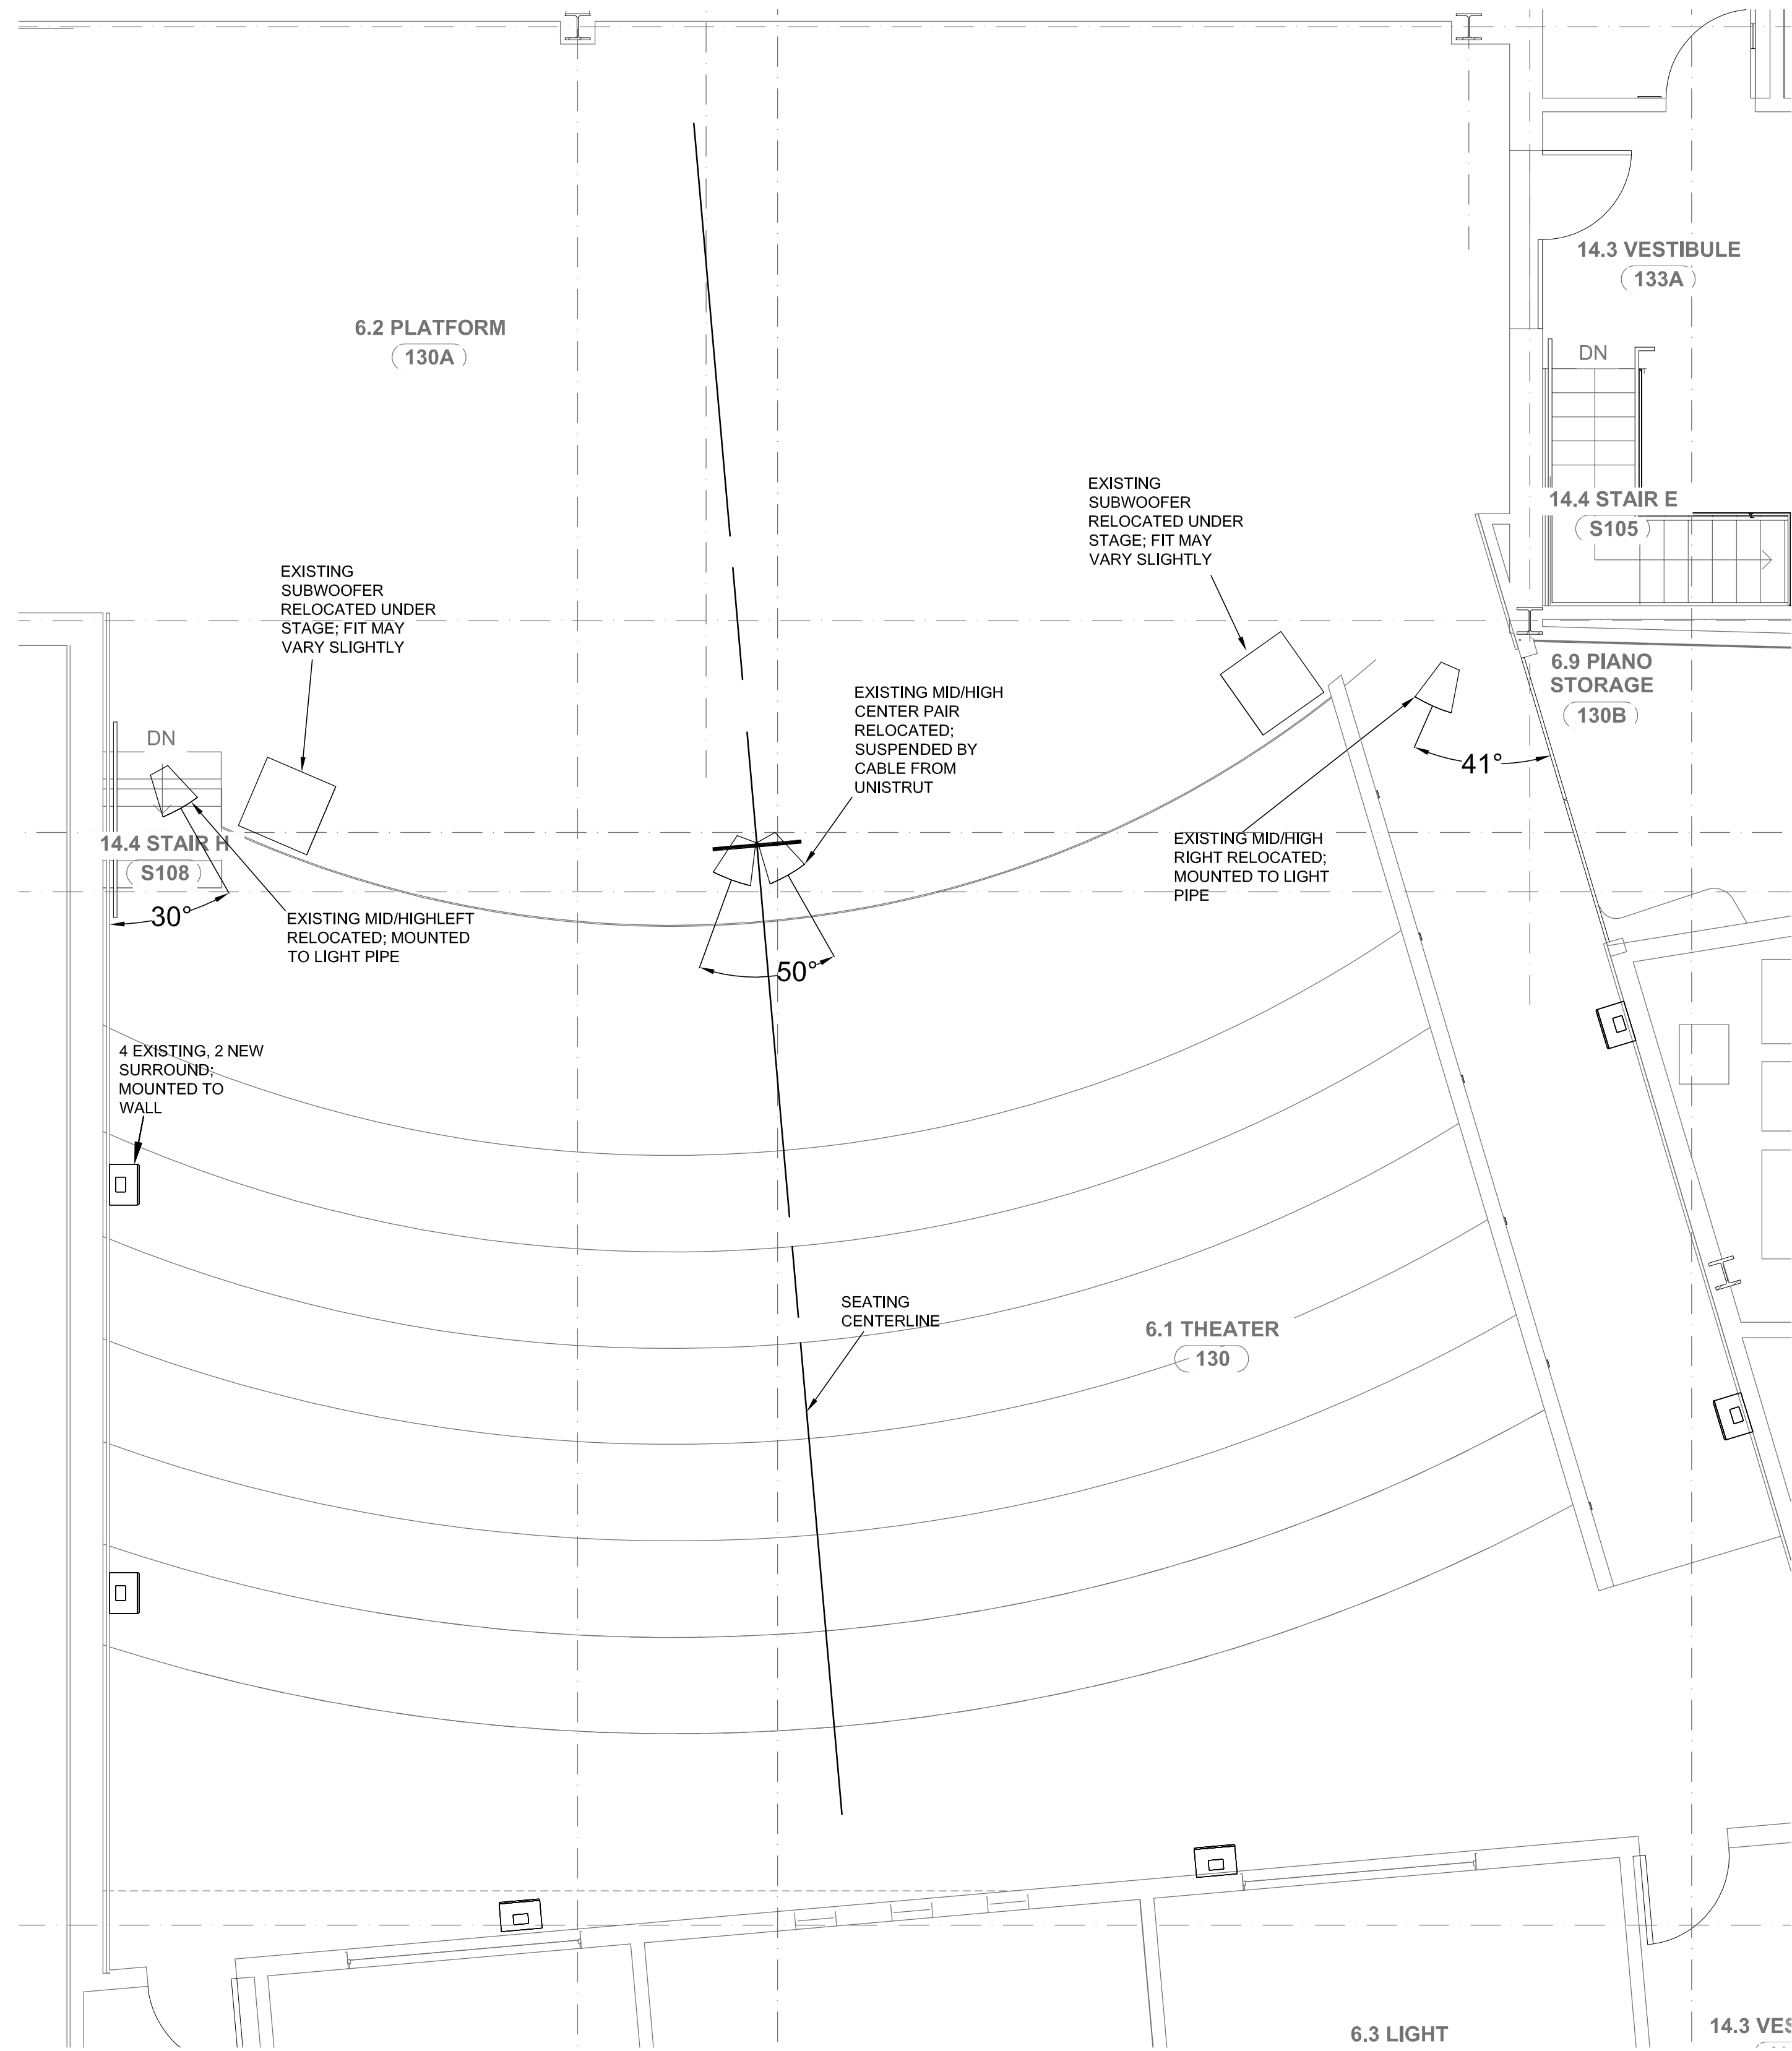 14.3 VESTIBULE
133A
6.2 PLATFORM
130A
DN
EXISTING
SUBWOOFER
RELOCATED UNDER
STAGE; FIT MAY
VARY SLIGHTLY
14.4 STAIR E
S105
EXISTING
SUBWOOFER
RELOCATED UNDER
STAGE; FIT MAY
VARY SLIGHTLY
6.9 PIANO
STORAGE
130B
EXISTING MID/HIGH
CENTER PAIR
RELOCATED;
SUSPENDED BY
CABLE FROM
UNISTRUT
DN
41°
14.4 STAIR H
S108
EXISTING MID/HIGH
RIGHT RELOCATED;
MOUNTED TO LIGHT
PIPE
30°
EXISTING MID/HIGHLEFT
RELOCATED; MOUNTED
TO LIGHT PIPE
50°
4 EXISTING, 2 NEW
SURROUND;
MOUNTED TO
WALL
SEATING
CENTERLINE
6.1 THEATER
130
6.3 LIGHT
14.3 VES